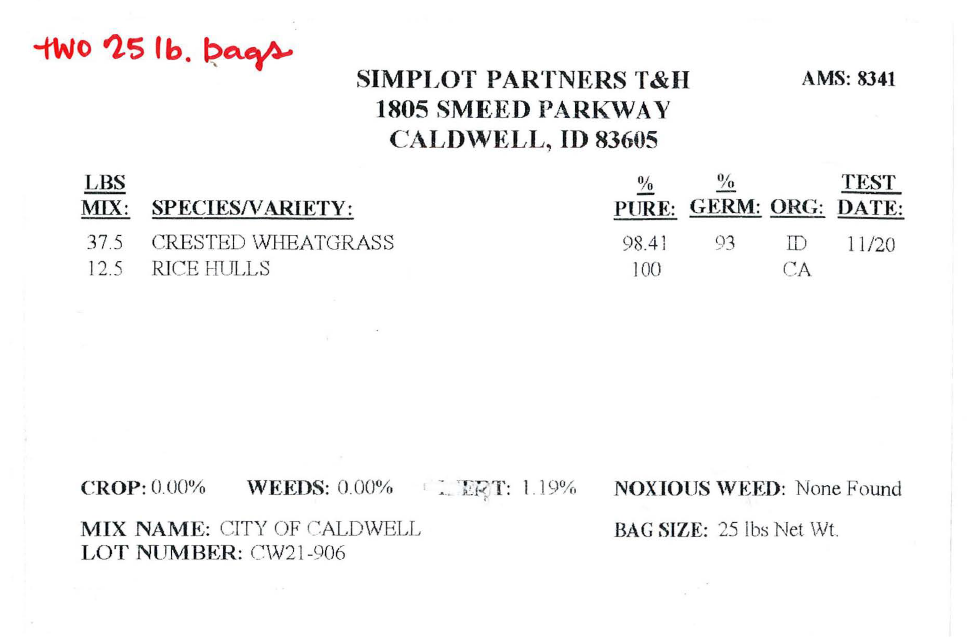 two 25 lb. bags
SIMPLOT PARTNERS T&H AMS: 8341
1805 SMEED PARKWAY
CALDWELL, ID 83605
LBS % % TEST
MIX: SPECIES/VARIETY: PURE: GERM: ORG: DATE:
37.5 CRESTED WHEATGRASS 98.41 93 ID 11/20
12.5 RICE HULLS 100 CA
CROP: 0.00% WEEDS: 0.00% 1.19% NOXIOUS WEED: None Found
MIX NAME: CITY OF CALDWELL BAG SIZE: 25 lbs Net Wt.
LOT NUMBER: CW21-906